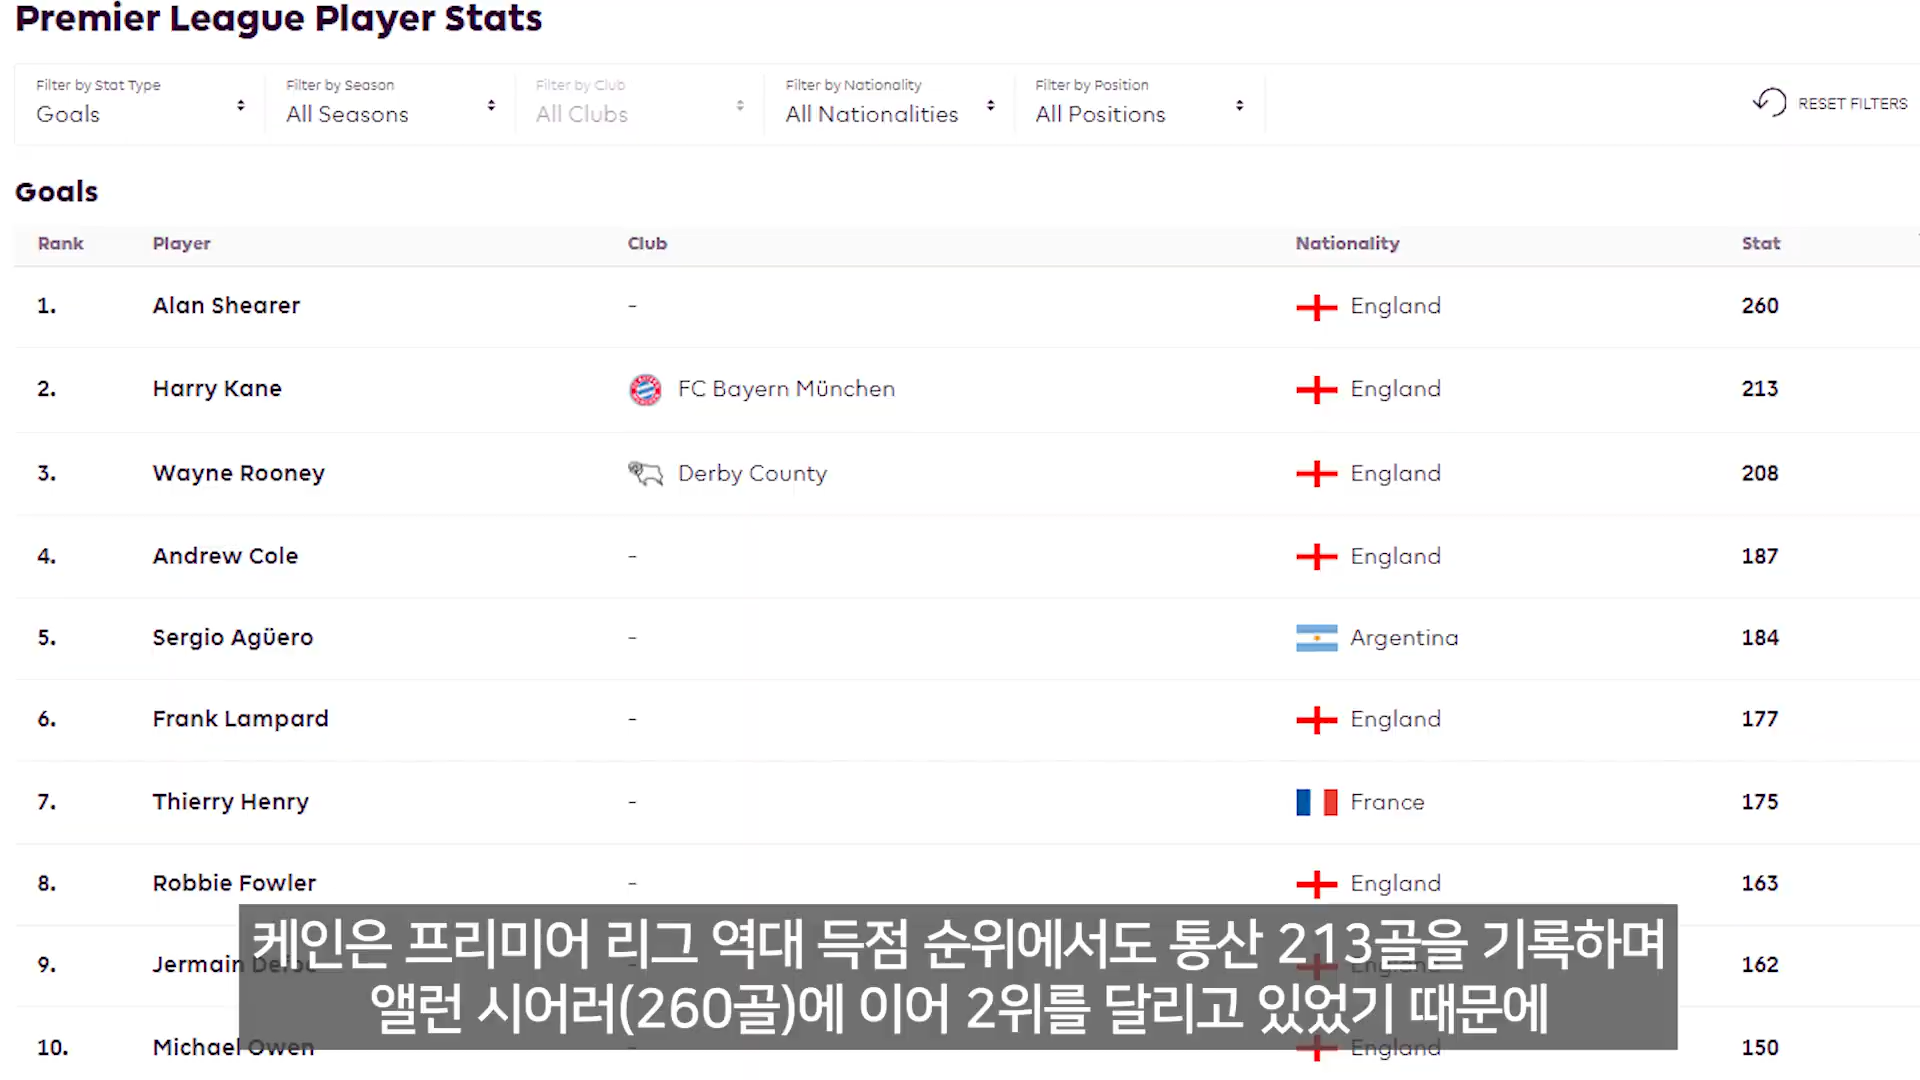 Premier League Player Stats
Filter by Stat Type Filter by Season Filter by Club Filter by Nationality Filter by Position
Goals All Seasons All Clubs All Nationalities All Positions RESET FILTERS
Goals
Rank Player Club Nationality Stat
1. Alan Shearer - England 260
2. Harry Kane FC Bayern München England 213
3. Wayne Rooney Derby County England 208
4. Andrew Cole - England 187
5. Sergio Agüero - Argentina 184
6. Frank Lampard - England 177
7. Thierry Henry - France 175
8. Robbie Fowler - England 163
9. Jermain Defoe - England 162
10. Michael Owen - England 150
케인은 프리미어 리그 역대 득점 순위에서도 통산 213골을 기록하며
앨런 시어러(260골)에 이어 2위를 달리고 있었기 때문에